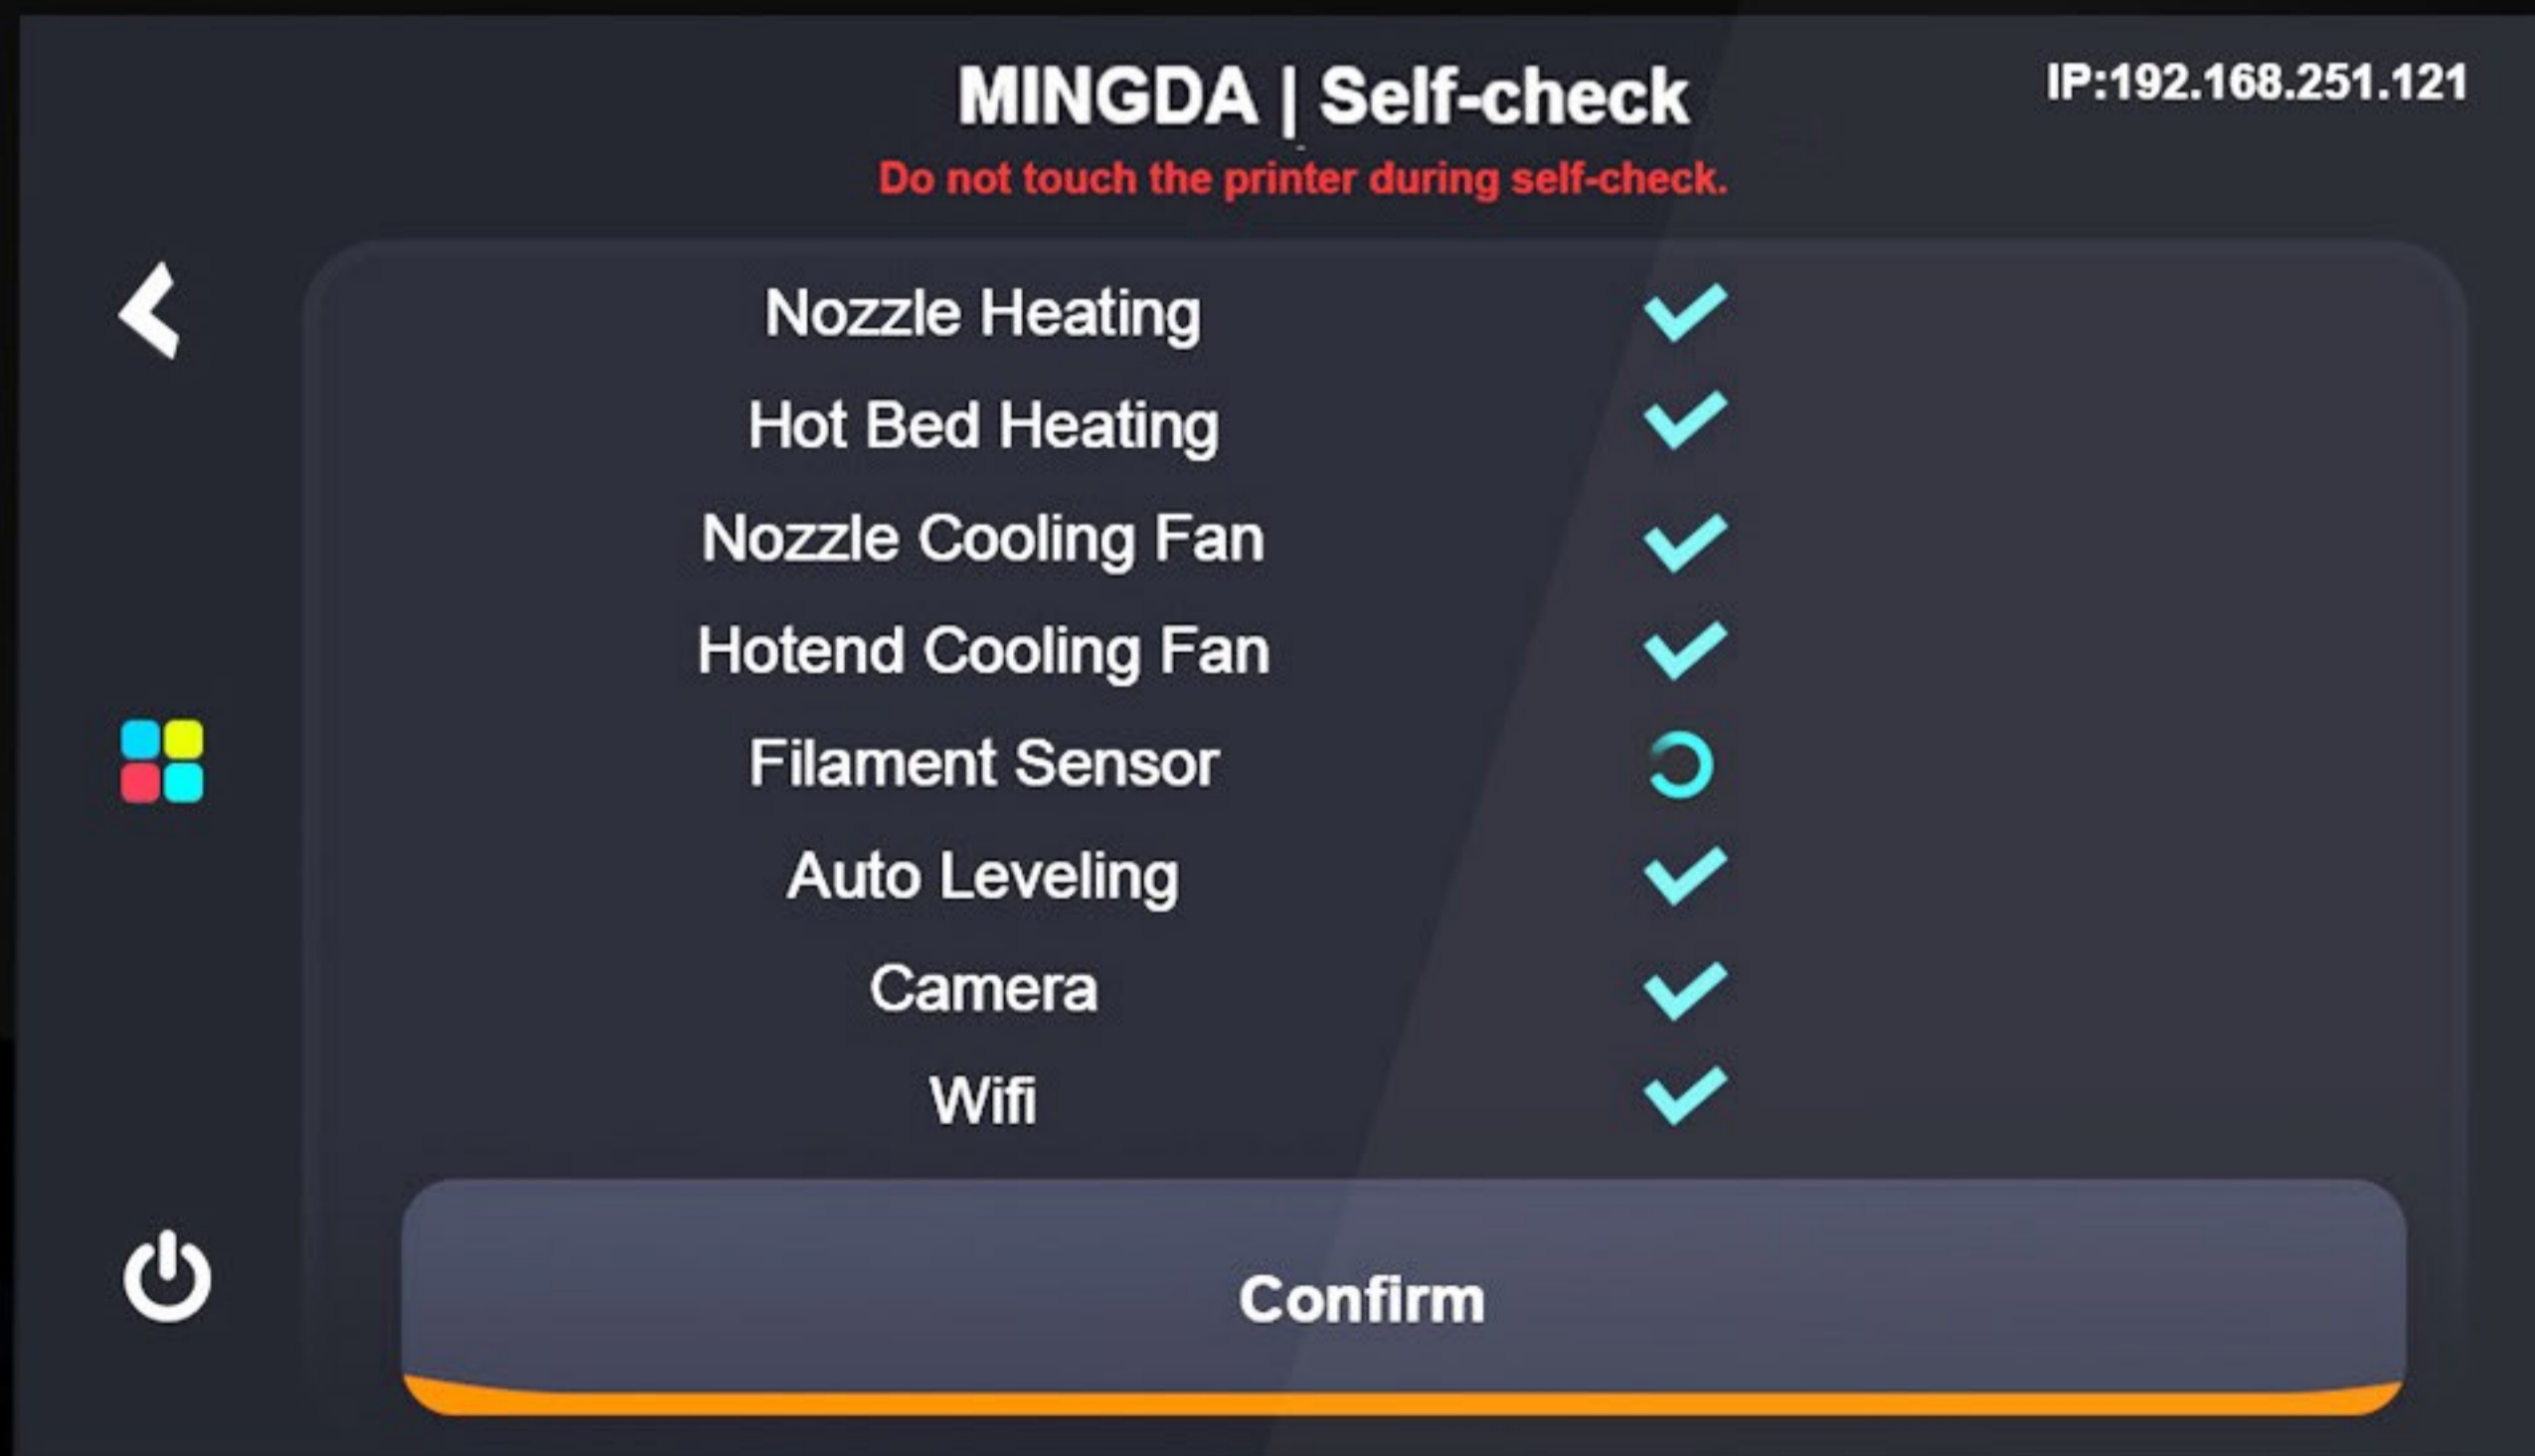 MINGDA | Self-check
IP:192.168.251.121
Do not touch the printer during self-check.
Nozzle Heating
Hot Bed Heating
Nozzle Cooling Fan
Hotend Cooling Fan
Filament Sensor
Auto Leveling
Camera
Wifi
Confirm